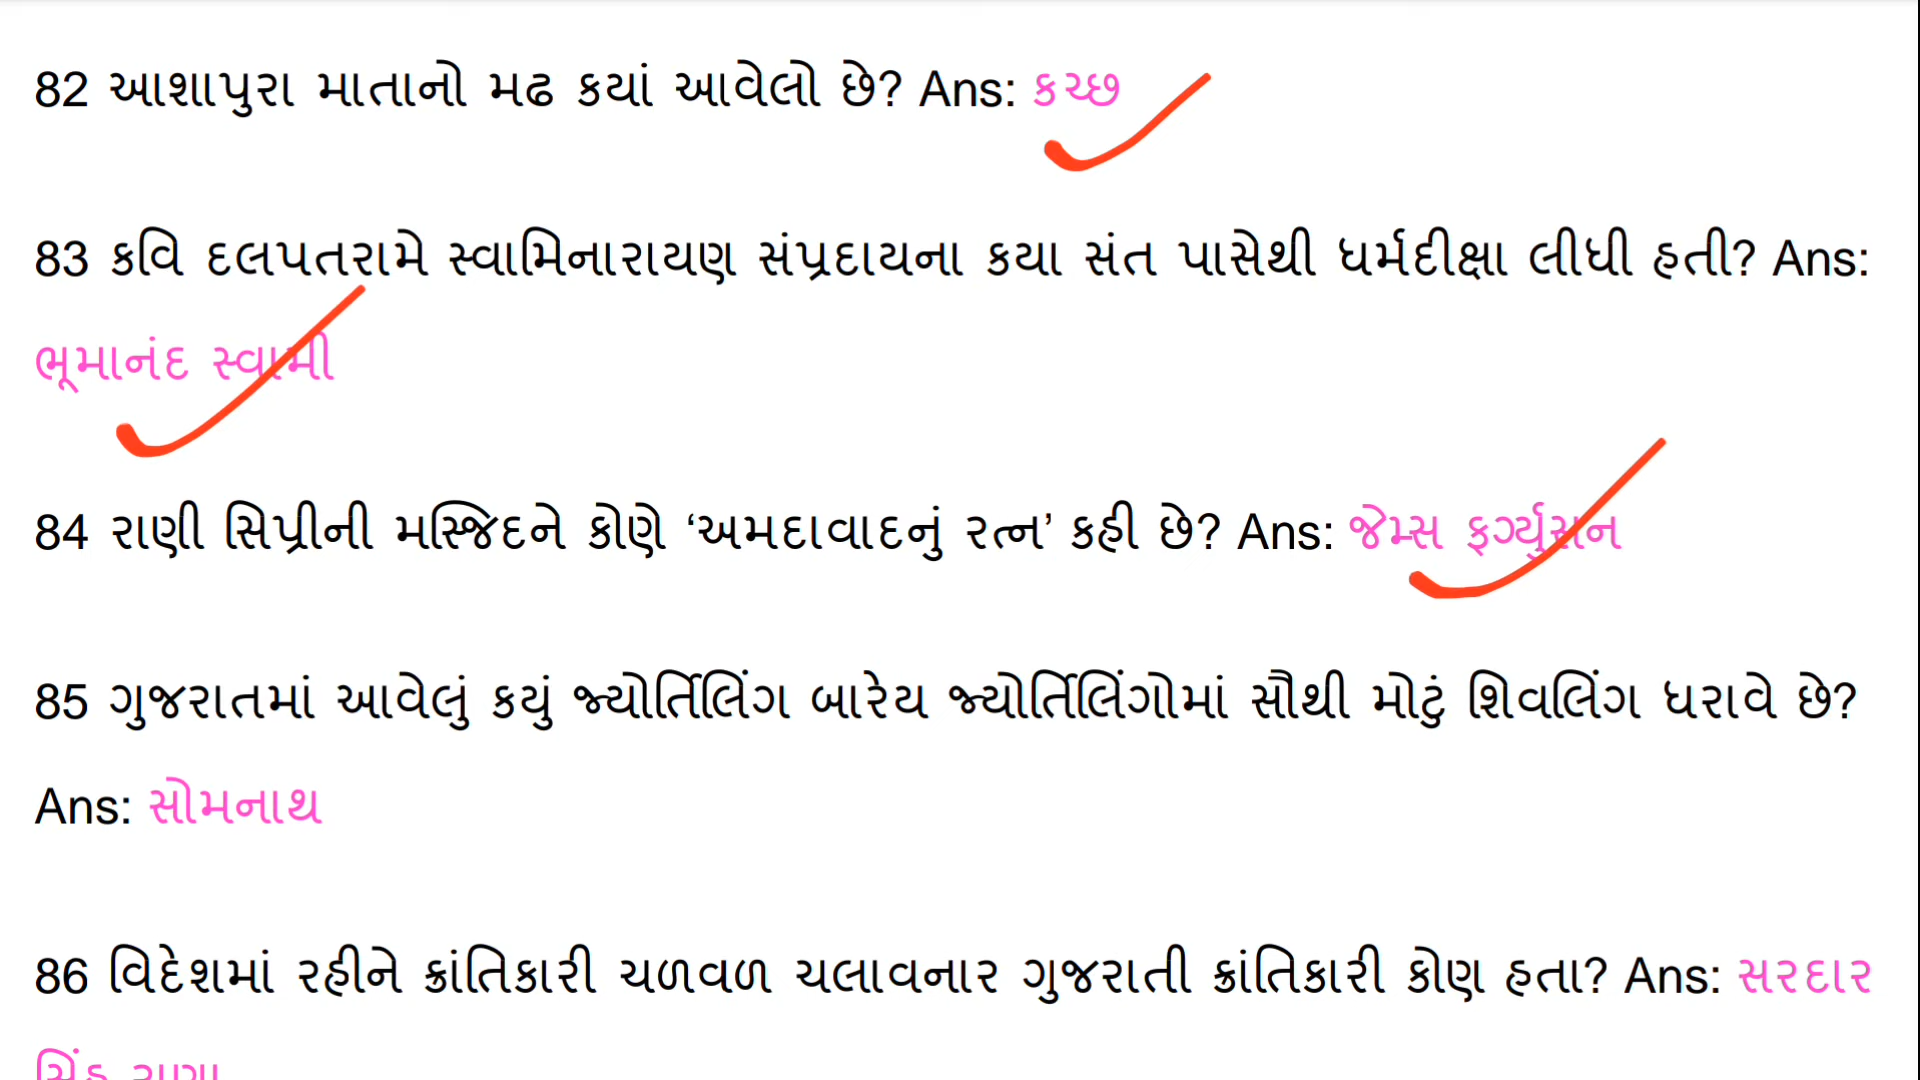 82 આશાપુરા માતાનો મઢ કયાં આવેલો છે? Ans: કચ્છ
83 કવિ દલપતરામે સ્વામિનારાયણ સંપ્રદાયના કયા સંત પાસેથી ધર્મદીક્ષા લીધી હતી? Ans:
ભૂમાનંદ સ્વામી
84 રાણી સિપ્રીની મસ્જિદને કોણે ‘અમદાવાદનું રત્ન’ કહી છે? Ans: જેમ્સ ફર્ગ્યુસન
85 ગુજરાતમાં આવેલું કયું જ્યોર્તિલિંગ બારેય જ્યોર્તિલિંગોમાં સૌથી મોટું શિવલિંગ ધરાવે છે?
Ans: સોમનાથ
86 વિદેશમાં રહીને ક્રાંતિકારી ચળવળ ચલાવનાર ગુજરાતી ક્રાંતિકારી કોણ હતા? Ans: સરદાર